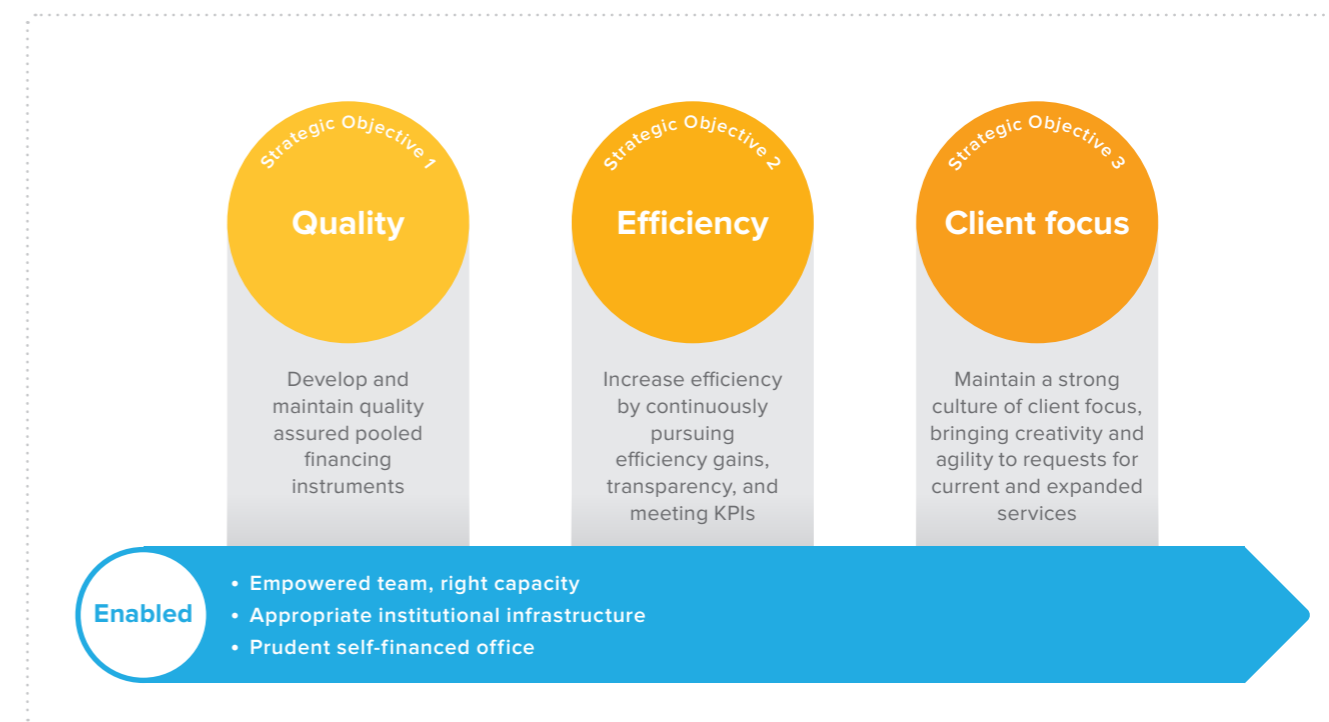 Strategic Objective 1
Quality
Develop and
maintain quality
assured pooled
financing
instruments
Strategic Objective 2
Efficiency
Increase efficiency
by continuously
pursuing
efficiency gains,
transparency, and
meeting KPIs
Strategic Objective 3
Client focus
Maintain a strong
culture of client focus,
bringing creativity and
agility to requests for
current and expanded
services
Enabled
• Empowered team, right capacity
• Appropriate institutional infrastructure
• Prudent self-financed office